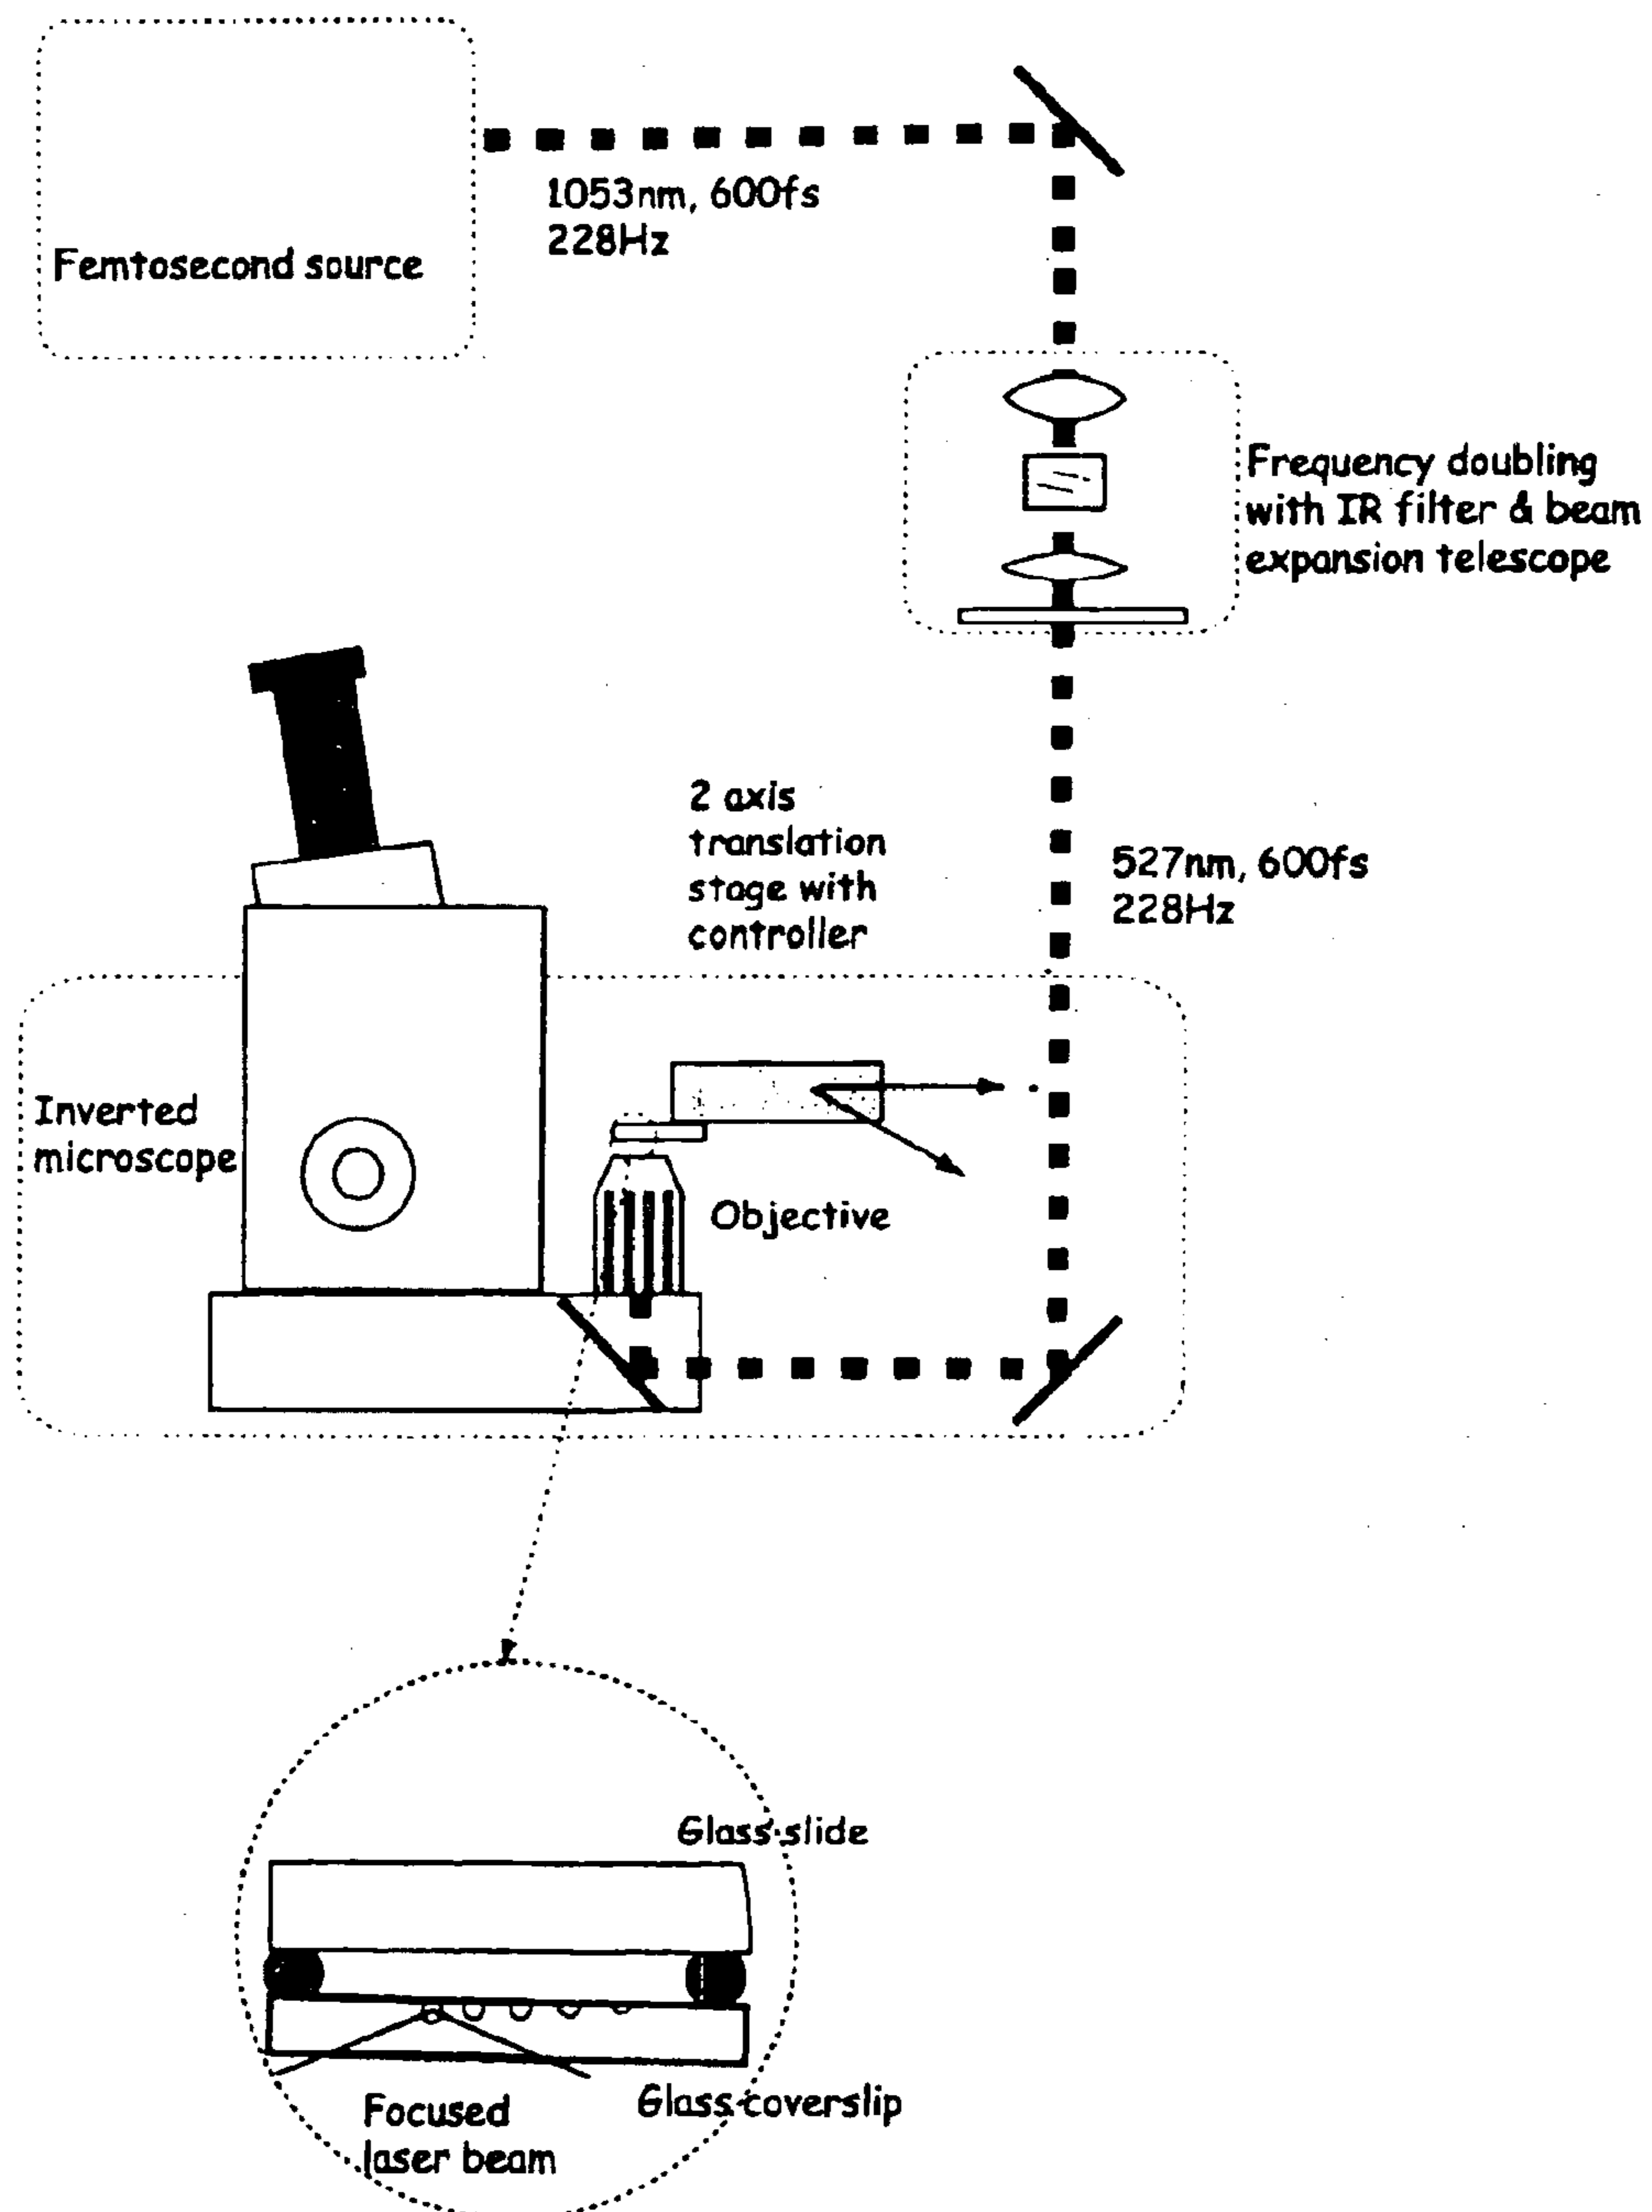 1053nm, 600fs
228Hz
Femtosecond source
Frequency doubling
with IR filter & beam
expansion telescope
2 axis
translation
stage with
controller
527nm, 600fs
228Hz
Inverted
microscope
Objective
Glass slide
Glass coverslip
Focused
laser beam